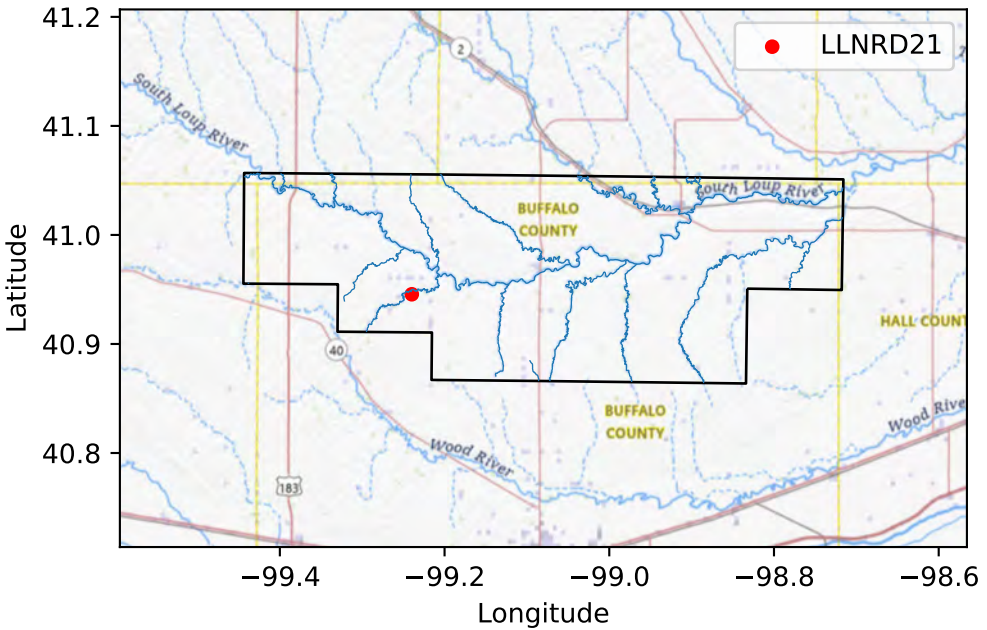 41.2
41.1
41.0
40.9
40.8
Latitude
2
LLNRD21
South Loup River
South Loup River
BUFFALO
COUNTY
HALL COUNT
40
BUFFALO
COUNTY
Wood River
Wood Rive
183
−99.4
−99.2
−99.0
−98.8
−98.6
Longitude